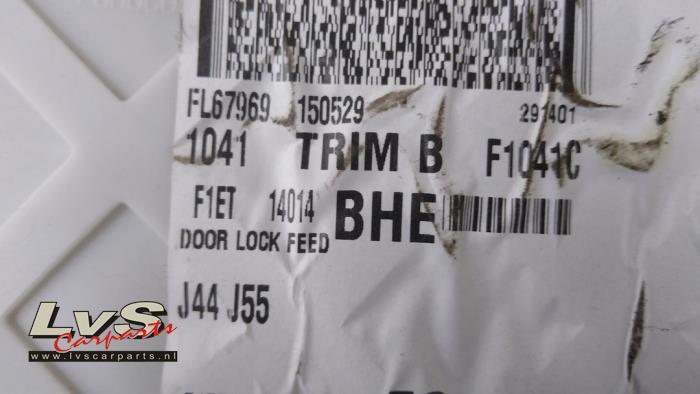 FL67969 150529 291401
1041 TRIM B F1041C
F1ET 14014 BHE
DOOR LOCK FEED
J44 J55
LvS
Carparts
www.lvscarparts.nl